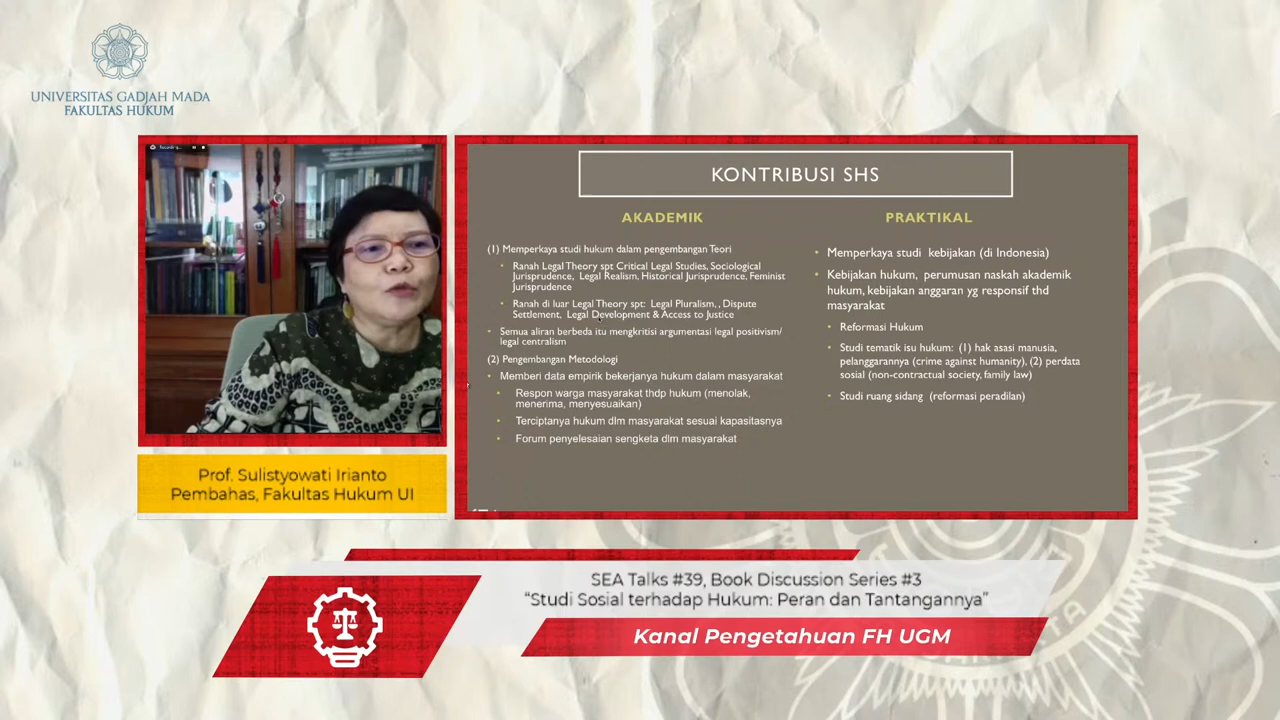 UNIVERSITAS GADJAH MADA
FAKULTAS HUKUM
Prof. Sulistyowati Irianto
Pembahas, Fakultas Hukum UI
KONTRIBUSI SHS
AKADEMIK
(1) Memperkaya studi hukum dalam pengembangan Teori
• Ranah Legal Theory spt Critical Legal Studies, Sociological
Jurisprudence, Legal Realism, Historical Jurisprudence, Feminist
Jurisprudence
• Ranah di luar Legal Theory spt: Legal Pluralism, , Dispute
Settlement, Legal Development & Access to Justice
• Semua aliran berbeda itu mengkritisi argumentasi legal positivism/
legal centralism
(2) Pengembangan Metodologi
• Memberi data empirik bekerjanya hukum dalam masyarakat
• Respon warga masyarakat thdp hukum (menolak,
menerima, menyesuaikan)
• Terciptanya hukum dlm masyarakat sesuai kapasitasnya
• Forum penyelesaian sengketa dlm masyarakat
PRAKTIKAL
• Memperkaya studi kebijakan (di Indonesia)
• Kebijakan hukum, perumusan naskah akademik
hukum, kebijakan anggaran yg responsif thd
masyarakat
• Reformasi Hukum
• Studi tematik isu hukum: (1) hak asasi manusia,
pelanggarannya (crime against humanity), (2) perdata
sosial (non-contractual society, family law)
• Studi ruang sidang (reformasi peradilan)
SEA Talks #39, Book Discussion Series #3
“Studi Sosial terhadap Hukum: Peran dan Tantangannya”
Kanal Pengetahuan FH UGM